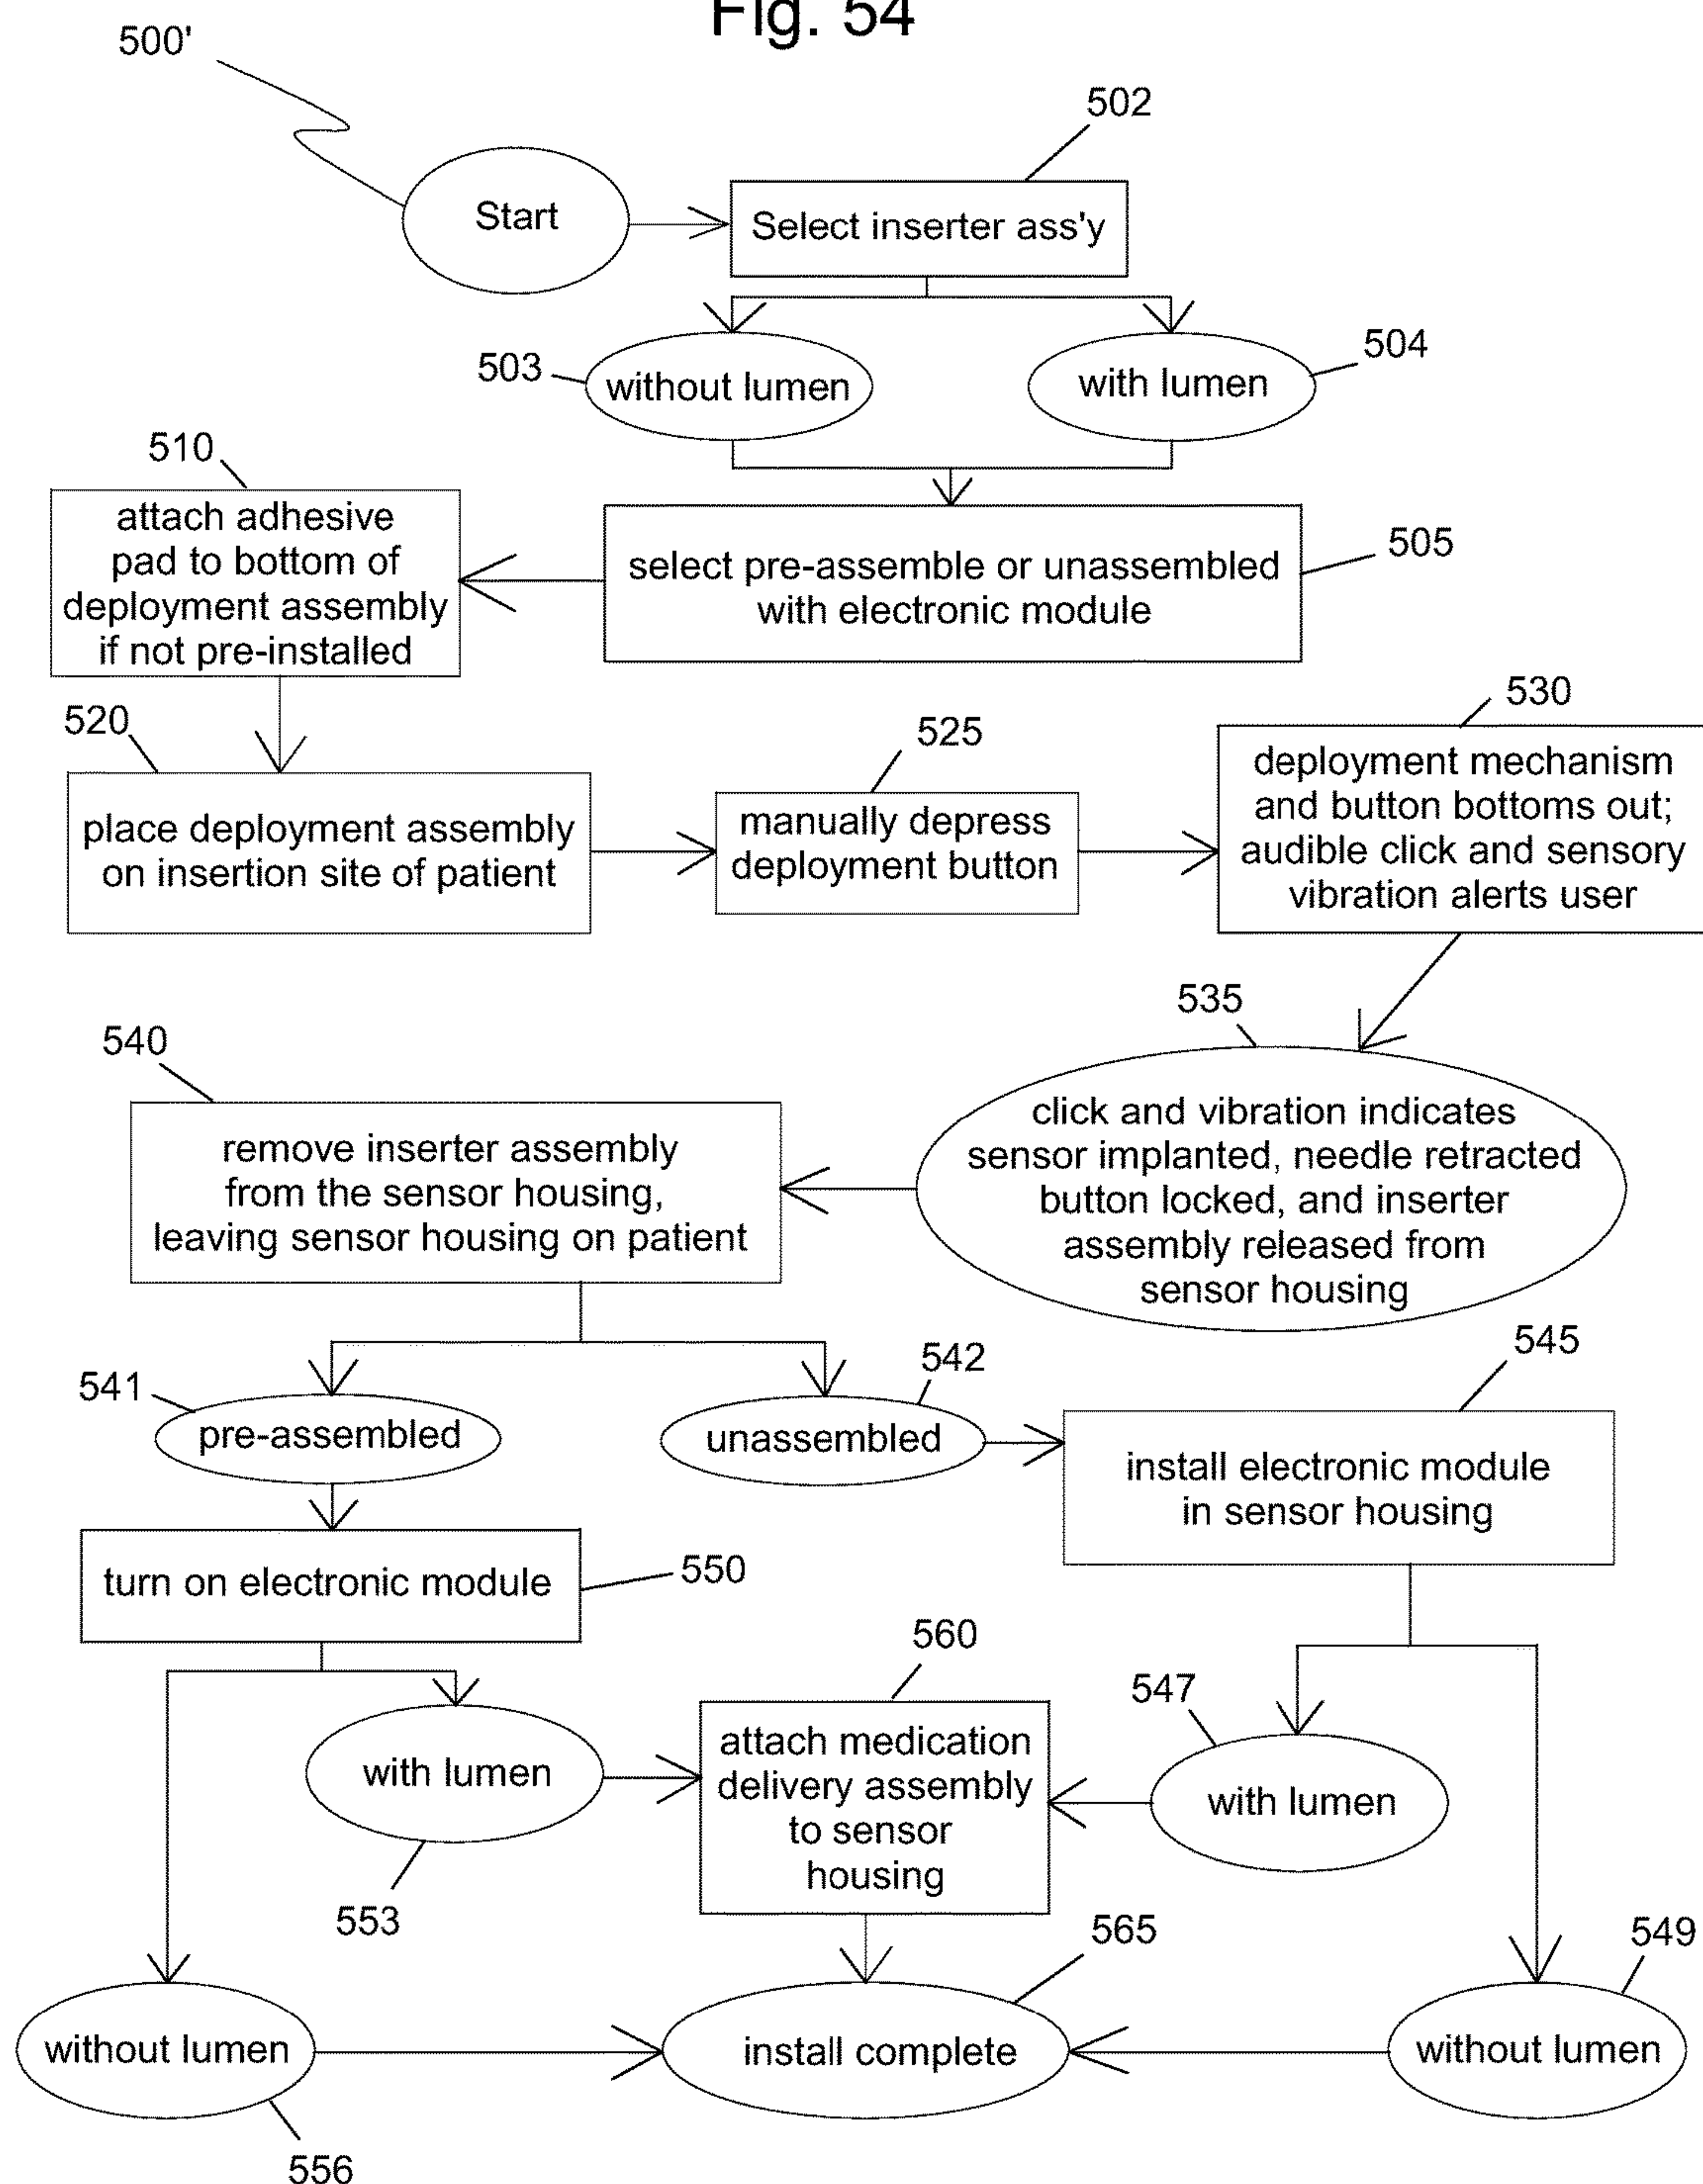 Fig. 54
500'
502
Start
Select inserter ass'y
503
without lumen
with lumen
504
510
attach adhesive
pad to bottom of
deployment assembly
if not pre-installed
select pre-assemble or unassembled
with electronic module
505
520
place deployment assembly
on insertion site of patient
525
manually depress
deployment button
530
deployment mechanism
and button bottoms out;
audible click and sensory
vibration alerts user
535
click and vibration indicates
sensor implanted, needle retracted
button locked, and inserter
assembly released from
sensor housing
540
remove inserter assembly
from the sensor housing,
leaving sensor housing on patient
541
pre-assembled
542
unassembled
545
install electronic module
in sensor housing
turn on electronic module
550
560
attach medication
delivery assembly
to sensor
housing
with lumen
553
547
with lumen
565
549
without lumen
install complete
without lumen
556